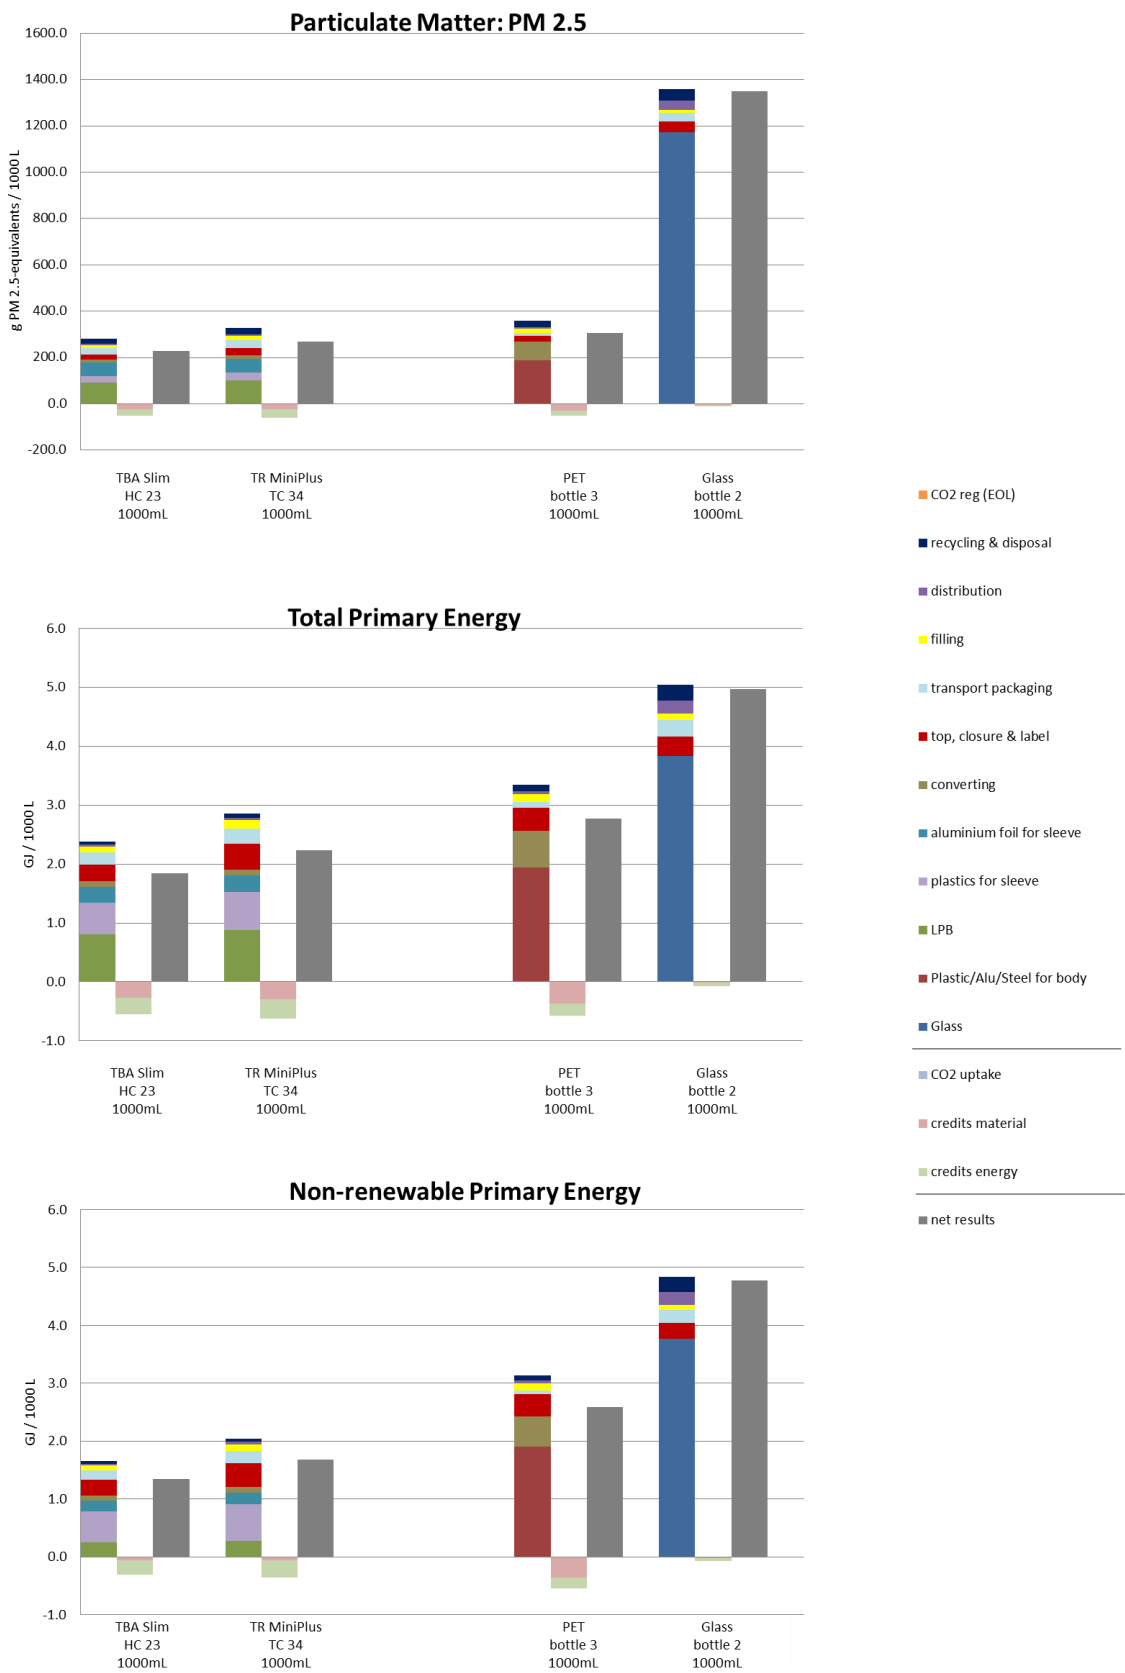 Particulate Matter: PM 2.5
1600.0
1400.0
1200.0
1000.0
800.0
600.0
400.0
200.0
0.0
-200.0
g PM 2.5-equivalents / 1000 L
TBA Slim
HC 23
1000mL
TR MiniPlus
TC 34
1000mL
PET
bottle 3
1000mL
Glass
bottle 2
1000mL
Total Primary Energy
6.0
5.0
4.0
3.0
2.0
1.0
0.0
-1.0
GJ / 1000 L
TBA Slim
HC 23
1000mL
TR MiniPlus
TC 34
1000mL
PET
bottle 3
1000mL
Glass
bottle 2
1000mL
Non-renewable Primary Energy
6.0
5.0
4.0
3.0
2.0
1.0
0.0
-1.0
GJ / 1000 L
TBA Slim
HC 23
1000mL
TR MiniPlus
TC 34
1000mL
PET
bottle 3
1000mL
Glass
bottle 2
1000mL
CO2 reg (EOL)
recycling & disposal
distribution
filling
transport packaging
top, closure & label
converting
aluminium foil for sleeve
plastics for sleeve
LPB
Plastic/Alu/Steel for body
Glass
CO2 uptake
credits material
credits energy
net results